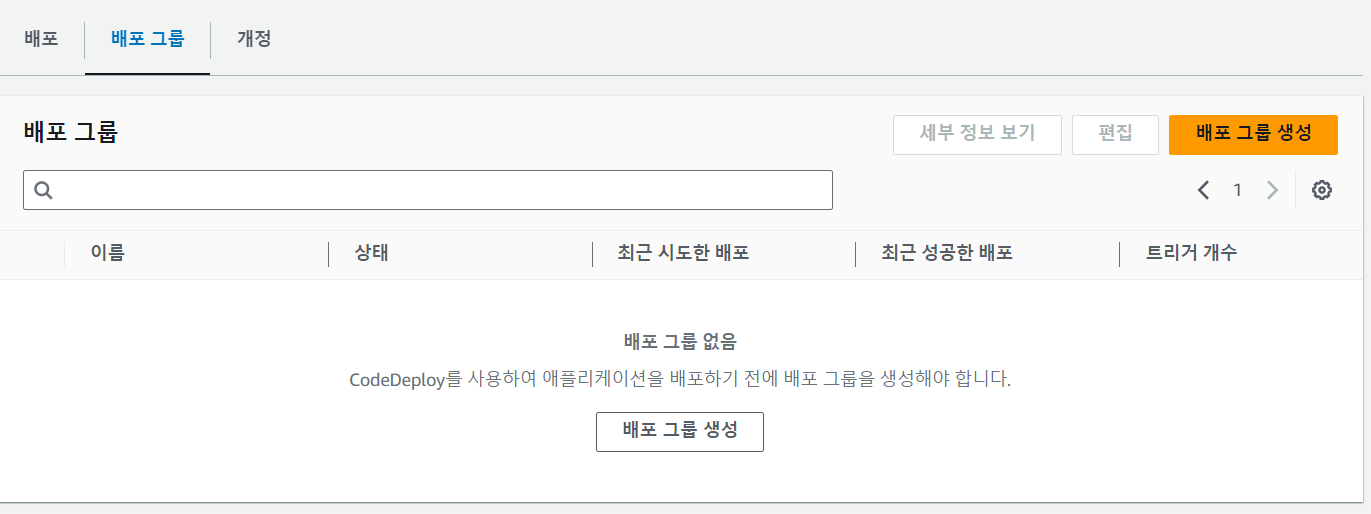 배포
배포 그룹
개정
배포 그룹
세부 정보 보기
편집
배포 그룹 생성
1
이름
상태
최근 시도한 배포
최근 성공한 배포
트리거 개수
배포 그룹 없음
CodeDeploy를 사용하여 애플리케이션을 배포하기 전에 배포 그룹을 생성해야 합니다.
배포 그룹 생성